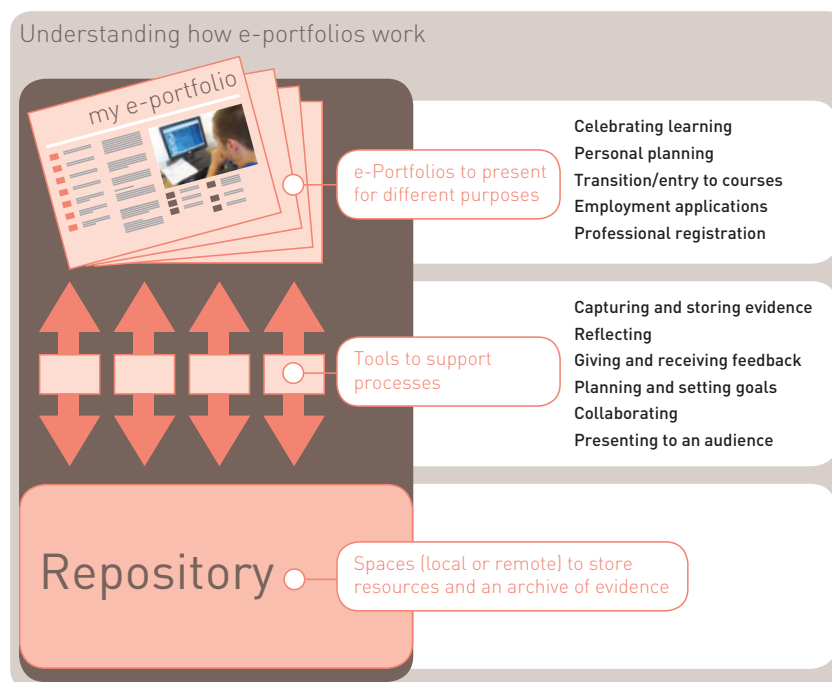 Understanding how e-portfolios work
my e-portfolio
e-Portfolios to present
for different purposes
Celebrating learning
Personal planning
Transition/entry to courses
Employment applications
Professional registration
Tools to support
processes
Capturing and storing evidence
Reflecting
Giving and receiving feedback
Planning and setting goals
Collaborating
Presenting to an audience
Repository
Spaces (local or remote) to store
resources and an archive of evidence